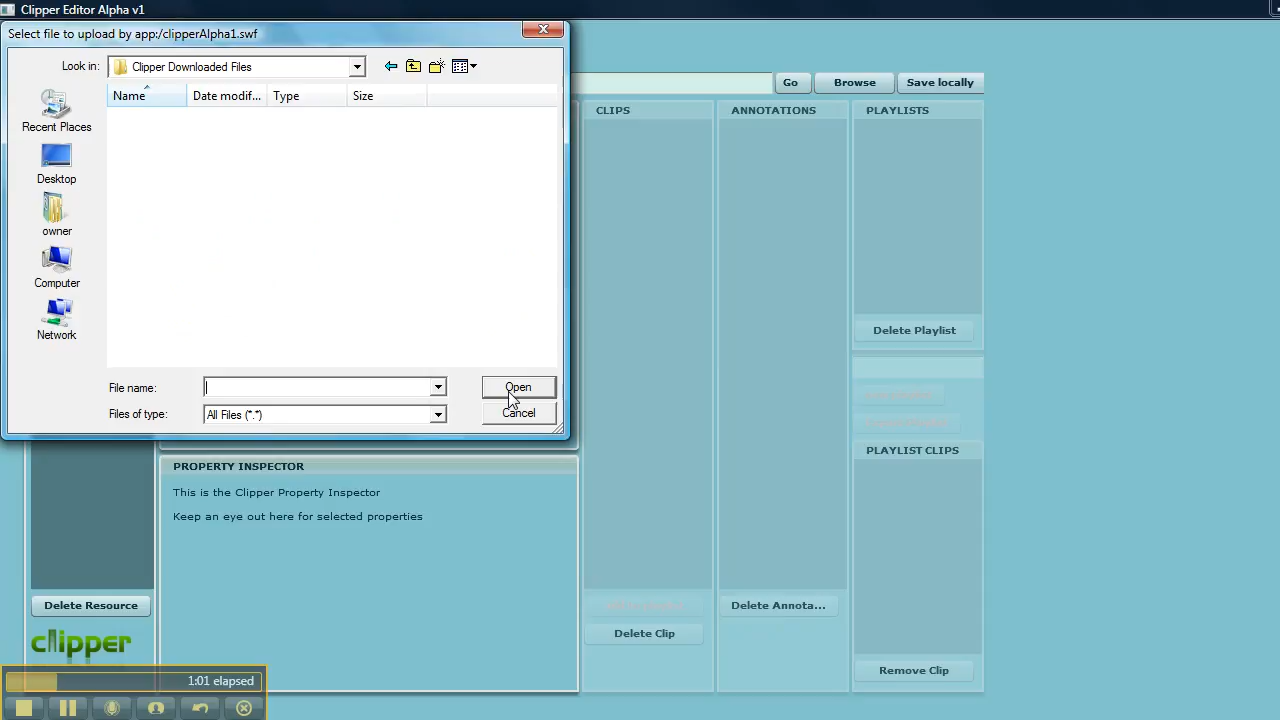 Clipper Editor Alpha v1
Select file to upload by app:/clipperAlpha1.swf
Look in:
Clipper Downloaded Files
Name
Date modif...
Type
Size
Recent Places
Desktop
owner
Computer
Network
File name:
Open
Files of type:
All Files (*.*)
Cancel
Go
Browse
Save locally
CLIPS
ANNOTATIONS
PLAYLISTS
Delete Playlist
PLAYLIST CLIPS
PROPERTY INSPECTOR
This is the Clipper Property Inspector
Keep an eye out here for selected properties
Delete Resource
Delete Annota...
Delete Clip
Remove Clip
clipper
1:01 elapsed